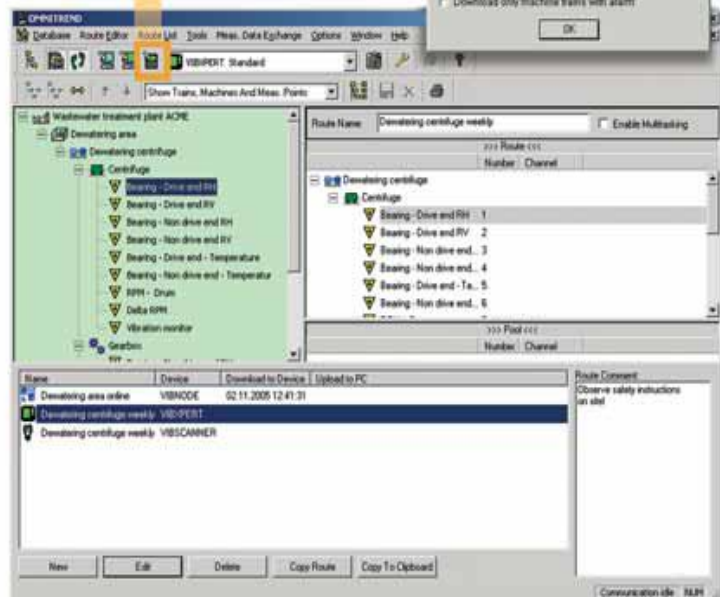 Download only machine trains with alarm
OK
OMNITREND
Database Route Editor Route List Tools Meas. Data Exchange Options Window Help
VIBXPERT Standard
Show Trains, Machines And Meas. Points
Wastewater treatment plant ACME
Dewatering area
Dewatering centrifuge
Centrifuge
Bearing - Drive end RH
Bearing - Drive end RV
Bearing - Non drive end RH
Bearing - Non drive end RV
Bearing - Drive end - Temperature
Bearing - Non drive end - Temperatur
RPM - Drum
Delta RPM
Vibration monitor
Gearbox
Route Name Dewatering centrifuge weekly Enable Multitasking
>>> Route <<<
Number Channel
Dewatering centrifuge
Centrifuge
Bearing - Drive end RH 1
Bearing - Drive end RV 2
Bearing - Non drive end... 3
Bearing - Non drive end... 4
Bearing - Drive end - Te... 5
Bearing - Non drive end... 6
>>> Pool <<<
Number Channel
Name Device Download to Device Upload to PC
Dewatering area online VIBNODE 02.11.2005 12:41:31
Dewatering centrifuge weekly VIBXPERT
Dewatering centrifuge weekly VIBSCANNER
Route Comment
Observe safety instructions
on site!
New Edit Delete Copy Route Copy To Clipboard
Communication idle NUM